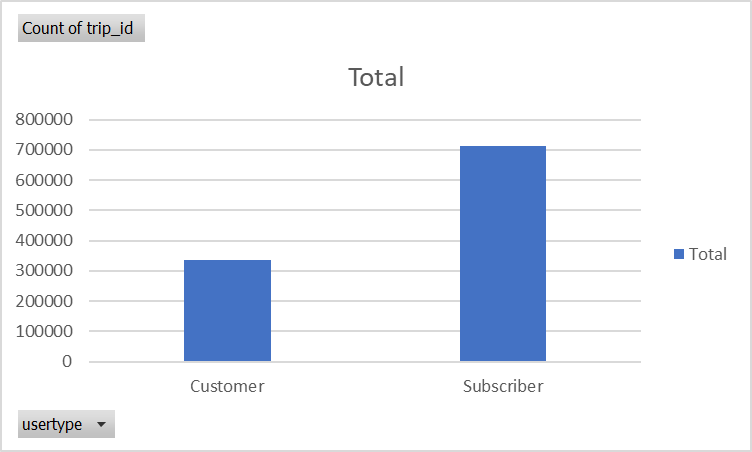 Count of trip_id
Total
800000
700000
600000
500000
400000
300000
200000
100000
0
Customer
Subscriber
Total
usertype